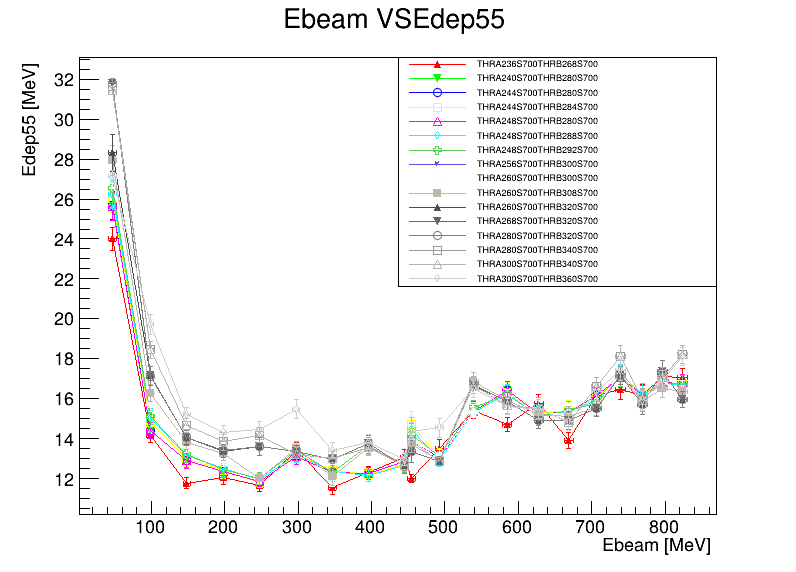 Ebeam VSEdep55
Edep55 [MeV]
32
30
28
26
24
22
20
18
16
14
12
THRA236S700THRB268S700
THRA240S700THRB280S700
THRA244S700THRB280S700
THRA244S700THRB284S700
THRA248S700THRB280S700
THRA248S700THRB288S700
THRA248S700THRB292S700
THRA256S700THRB300S700
THRA260S700THRB300S700
THRA260S700THRB308S700
THRA260S700THRB320S700
THRA268S700THRB320S700
THRA280S700THRB320S700
THRA280S700THRB340S700
THRA300S700THRB340S700
THRA300S700THRB360S700
100 200 300 400 500 600 700 800
Ebeam [MeV]